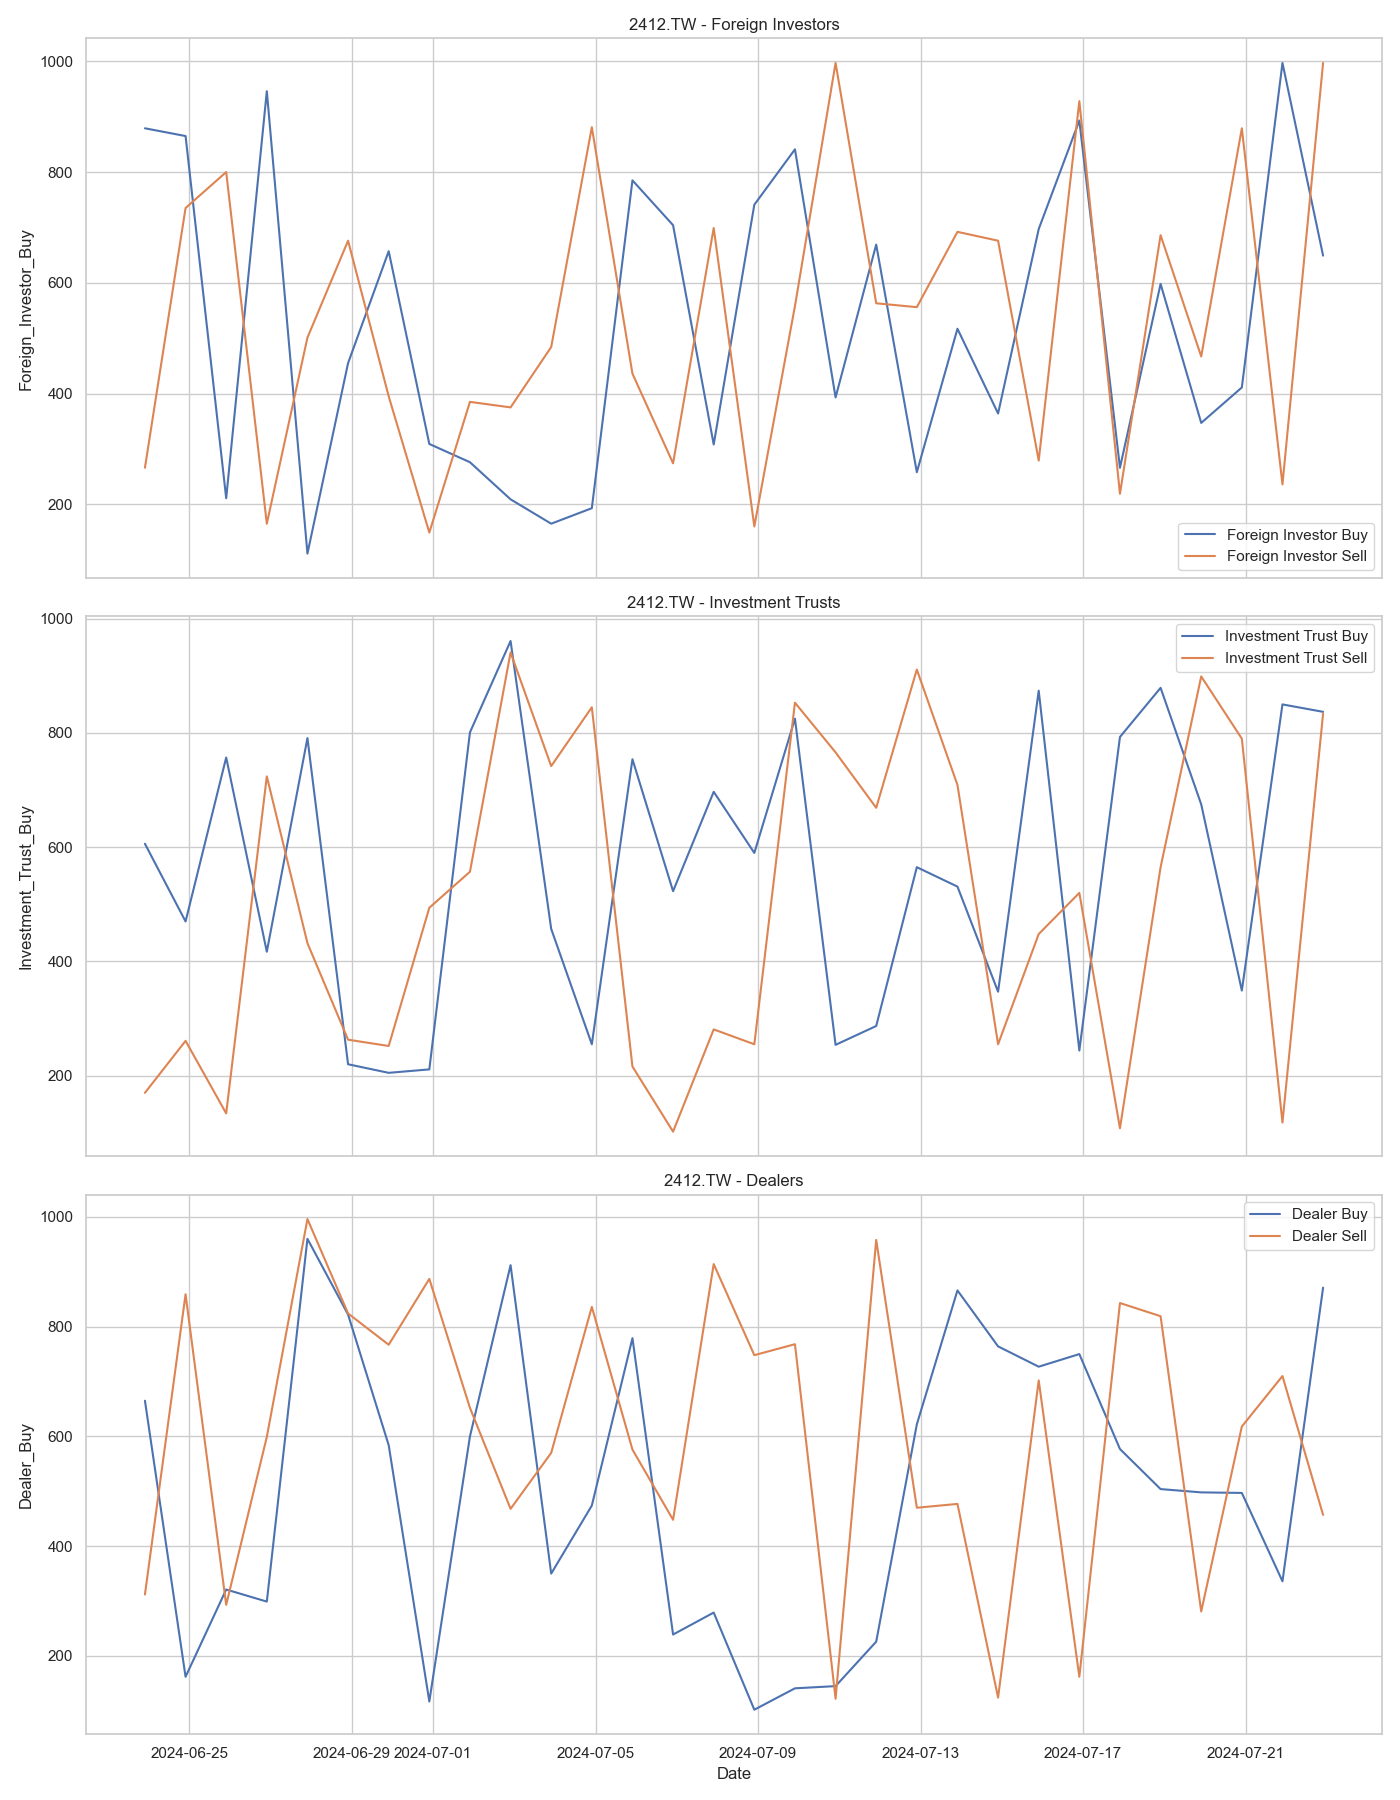 2412.TW - Foreign Investors
1000
800
600
400
200
Foreign_Investor_Buy
Foreign Investor Buy
Foreign Investor Sell
2412.TW - Investment Trusts
1000
800
600
400
200
Investment_Trust_Buy
Investment Trust Buy
Investment Trust Sell
2412.TW - Dealers
1000
800
600
400
200
Dealer_Buy
Dealer Buy
Dealer Sell
2024-06-25 2024-06-29 2024-07-01 2024-07-05 2024-07-09 2024-07-13 2024-07-17 2024-07-21
Date